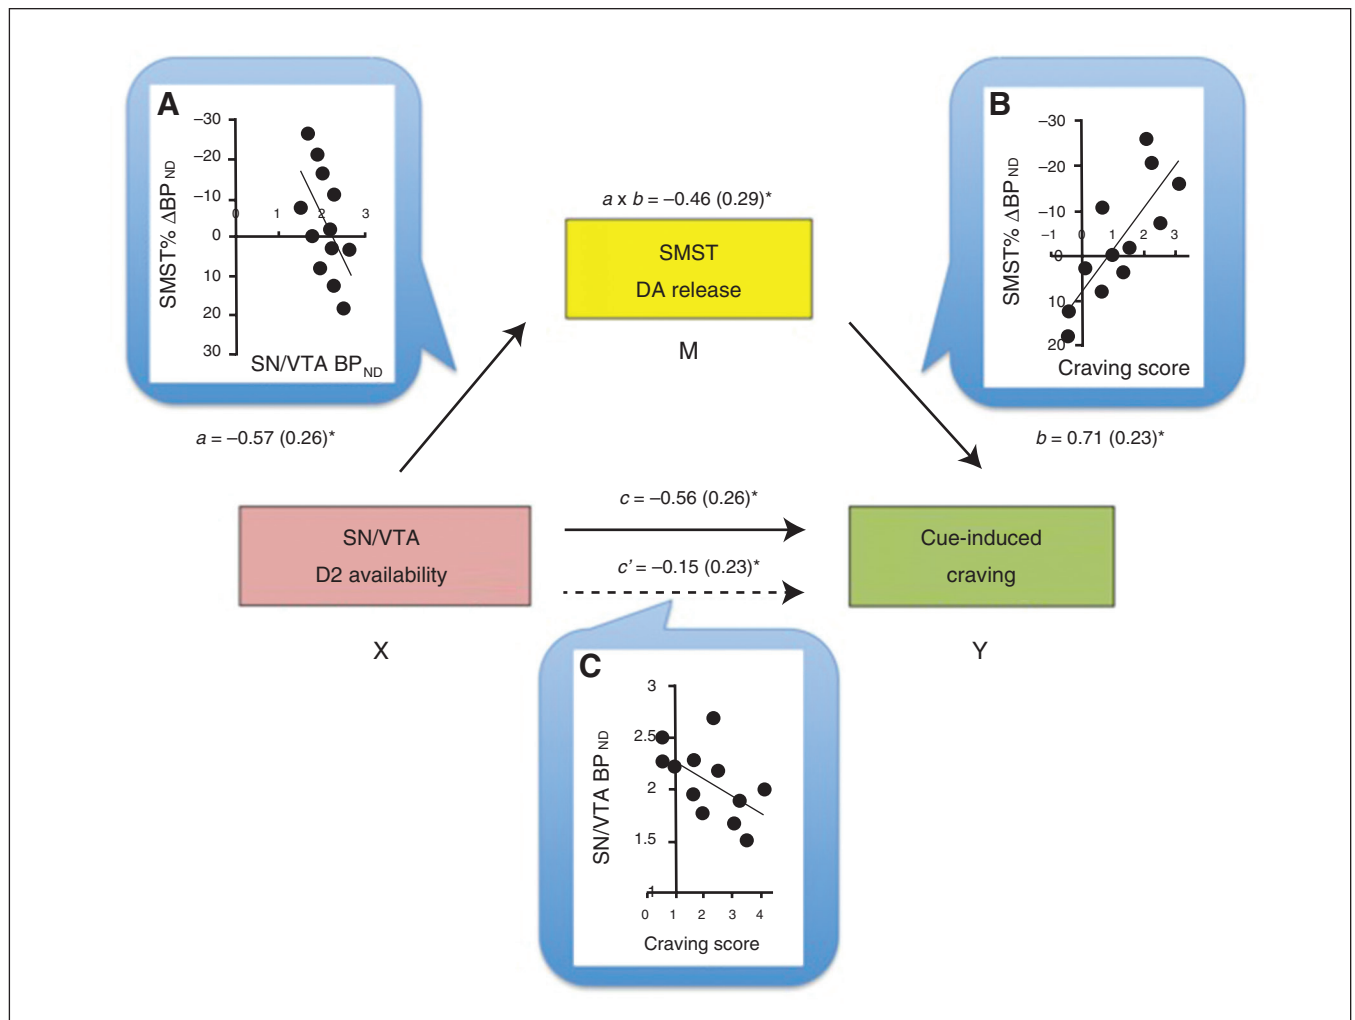 A
–30
–20
–10
0
10
20
30
0 1 2 3
SMST% ΔBP ND
SN/VTA BP ND
B
–30
–20
–10
0
10
20
–1 0 1 2 3
SMST% ΔBP ND
Craving score
a x b = –0.46 (0.29)*
SMST
DA release
M
a = –0.57 (0.26)*
b = 0.71 (0.23)*
c = –0.56 (0.26)*
SN/VTA
D2 availability
X
c’ = –0.15 (0.23)*
Cue-induced
craving
Y
C
3
2.5
2
1.5
1
0 1 2 3 4
SN/VTA BP ND
Craving score